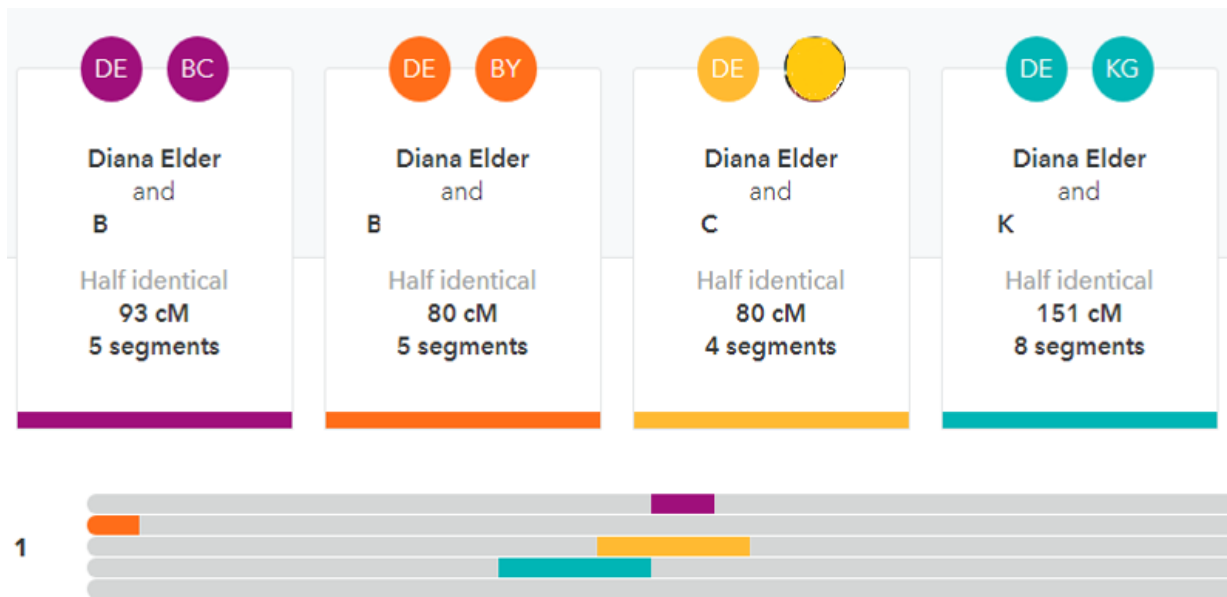 DE BC DE BY DE DE KG
Diana Elder
and
B
Half identical
93 cM
5 segments
Diana Elder
and
B
Half identical
80 cM
5 segments
Diana Elder
and
C
Half identical
80 cM
4 segments
Diana Elder
and
K
Half identical
151 cM
8 segments
1